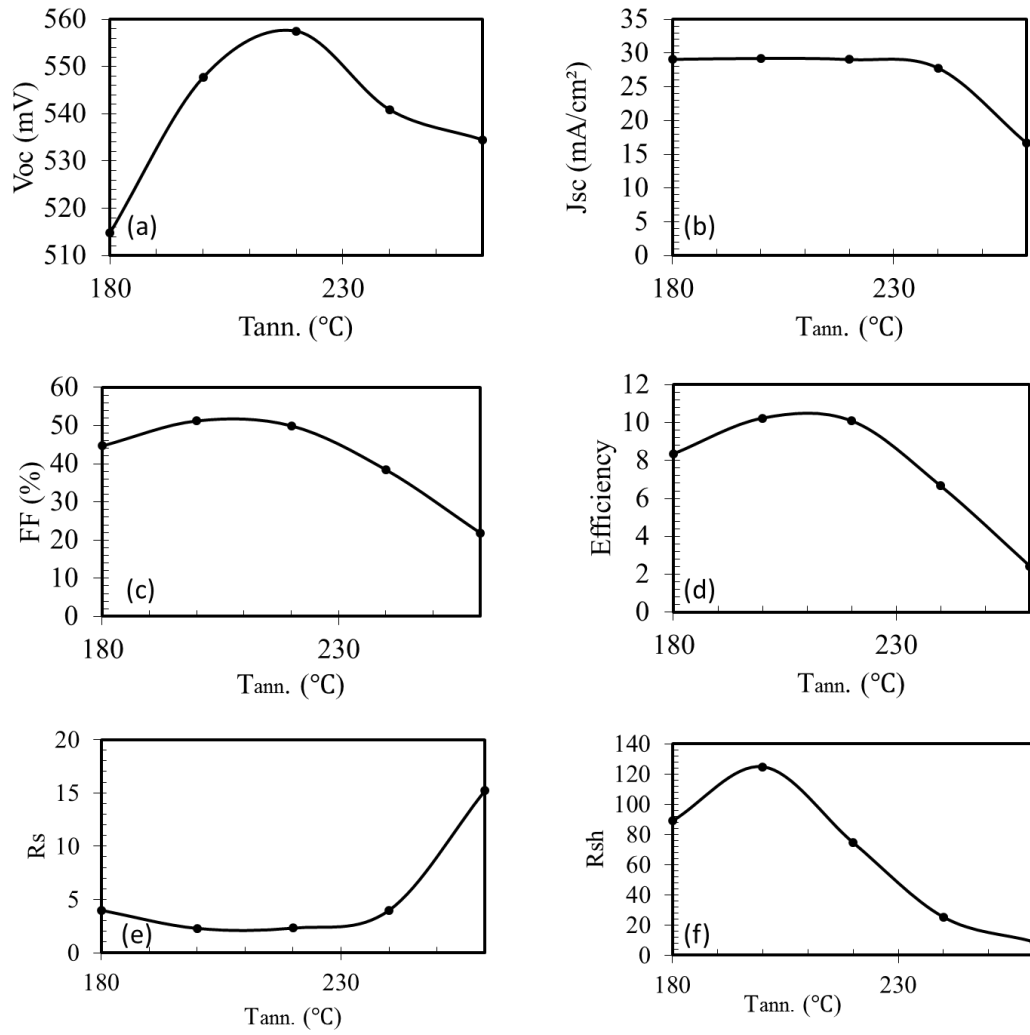 Voc (mV)
560
550
540
530
520
510
(a)
180
230
Tann. (°C)
Jsc (mA/cm²)
35
30
25
20
15
10
5
0
(b)
180
230
Tann. (°C)
FF (%)
60
50
40
30
20
10
0
(c)
180
230
Tann. (°C)
Efficiency
12
10
8
6
4
2
0
(d)
180
230
Tann. (°C)
Rs
20
15
10
5
0
(e)
180
230
Tann. (°C)
Rsh
140
120
100
80
60
40
20
0
(f)
180
230
Tann. (°C)